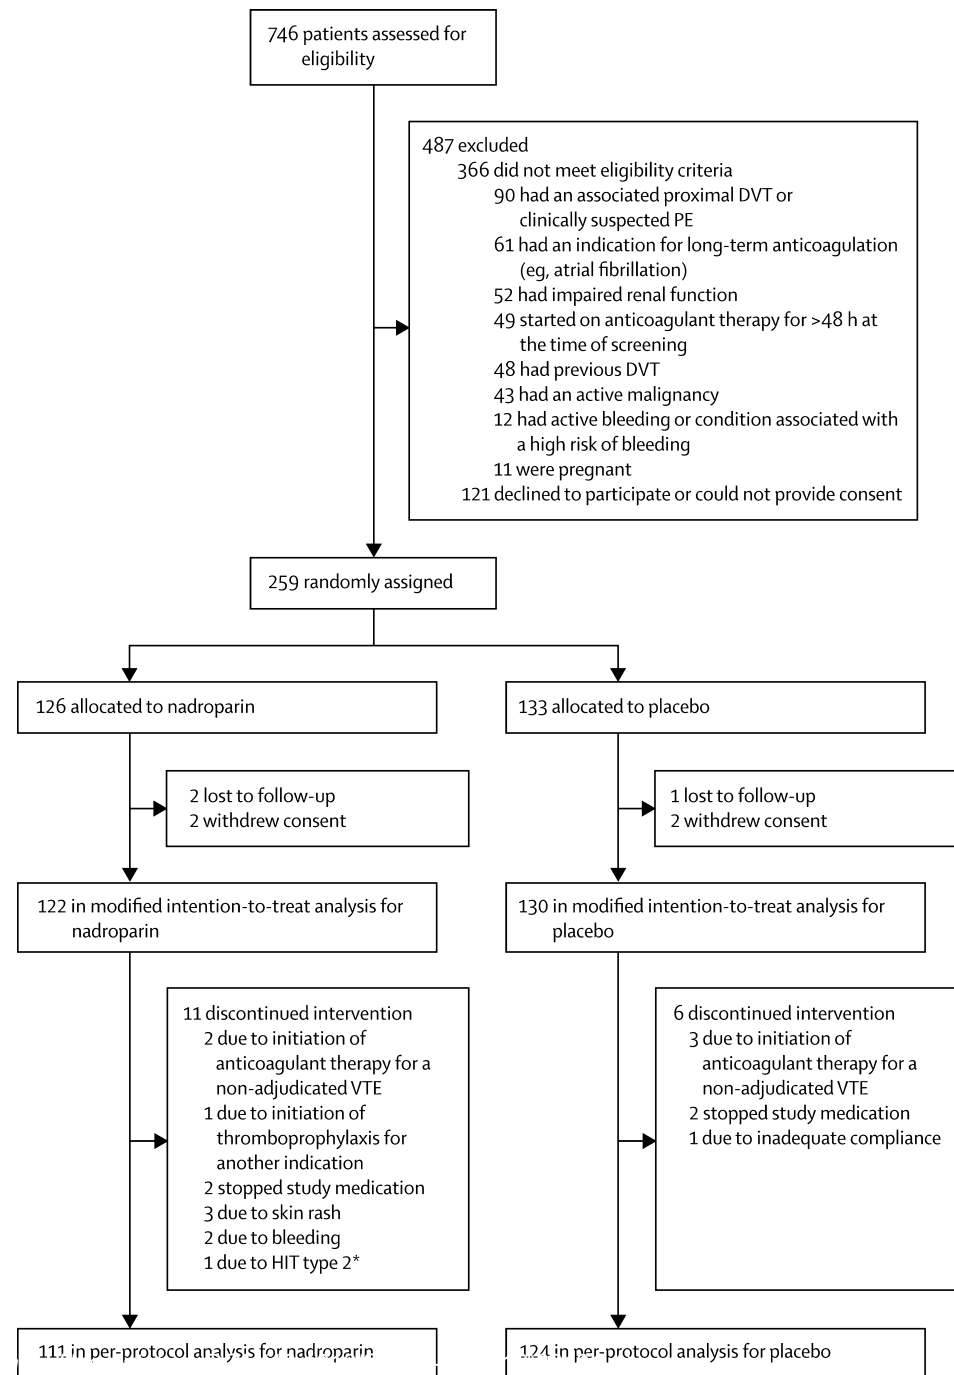 746 patients assessed for
eligibility
487 excluded
366 did not meet eligibility criteria
90 had an associated proximal DVT or
clinically suspected PE
61 had an indication for long-term anticoagulation
(eg, atrial fibrillation)
52 had impaired renal function
49 started on anticoagulant therapy for >48 h at
the time of screening
48 had previous DVT
43 had an active malignancy
12 had active bleeding or condition associated with
a high risk of bleeding
11 were pregnant
121 declined to participate or could not provide consent
259 randomly assigned
126 allocated to nadroparin
133 allocated to placebo
2 lost to follow-up
2 withdrew consent
1 lost to follow-up
2 withdrew consent
122 in modified intention-to-treat analysis for
nadroparin
130 in modified intention-to-treat analysis for
placebo
11 discontinued intervention
2 due to initiation of
anticoagulant therapy for a
non-adjudicated VTE
1 due to initiation of
thromboprophylaxis for
another indication
2 stopped study medication
3 due to skin rash
2 due to bleeding
1 due to HIT type 2*
6 discontinued intervention
3 due to initiation of
anticoagulant therapy for a
non-adjudicated VTE
2 stopped study medication
1 due to inadequate compliance
111 in per-protocol analysis for nadroparin
124 in per-protocol analysis for placebo